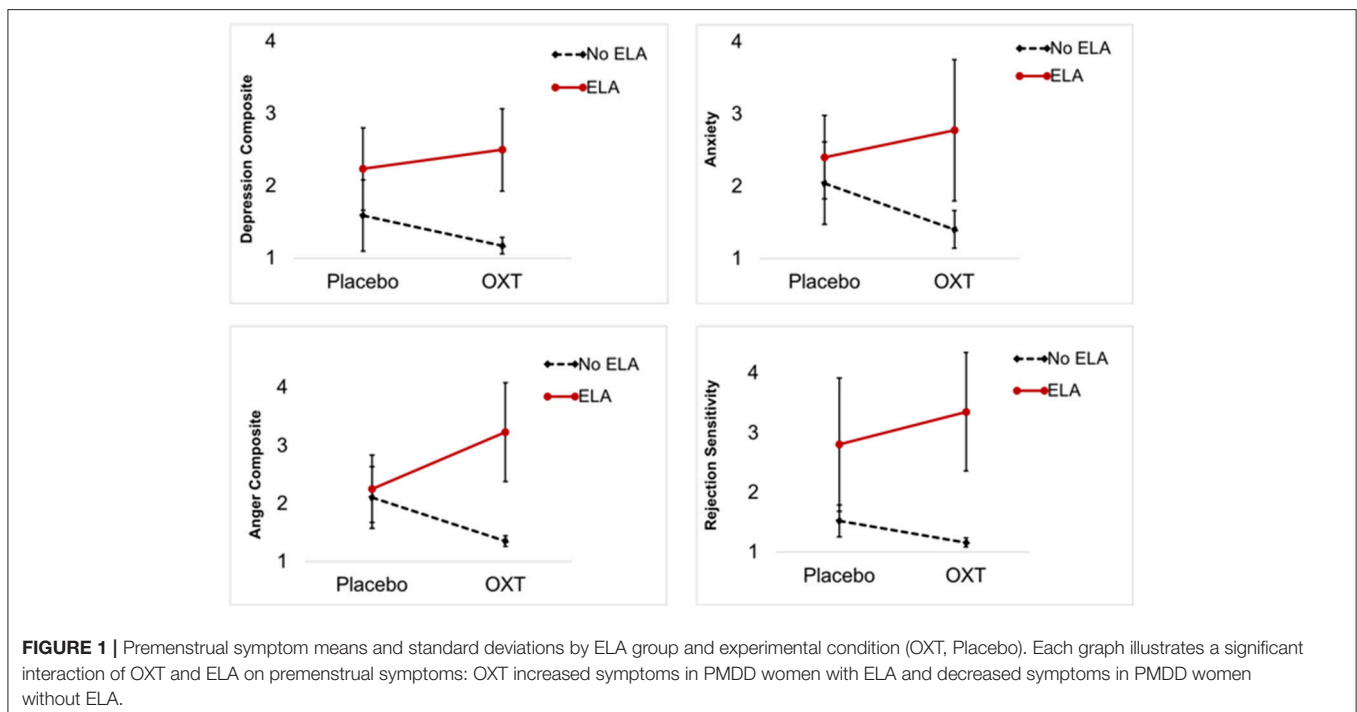 Depression Composite
4
3
2
1
Placebo
OXT
No ELA
ELA
Anxiety
4
3
2
1
Placebo
OXT
No ELA
ELA
Anger Composite
4
3
2
1
Placebo
OXT
No ELA
ELA
Rejection Sensitivity
4
3
2
1
Placebo
OXT
No ELA
ELA
FIGURE 1 | Premenstrual symptom means and standard deviations by ELA group and experimental condition (OXT, Placebo). Each graph illustrates a significant
interaction of OXT and ELA on premenstrual symptoms: OXT increased symptoms in PMDD women with ELA and decreased symptoms in PMDD women
without ELA.